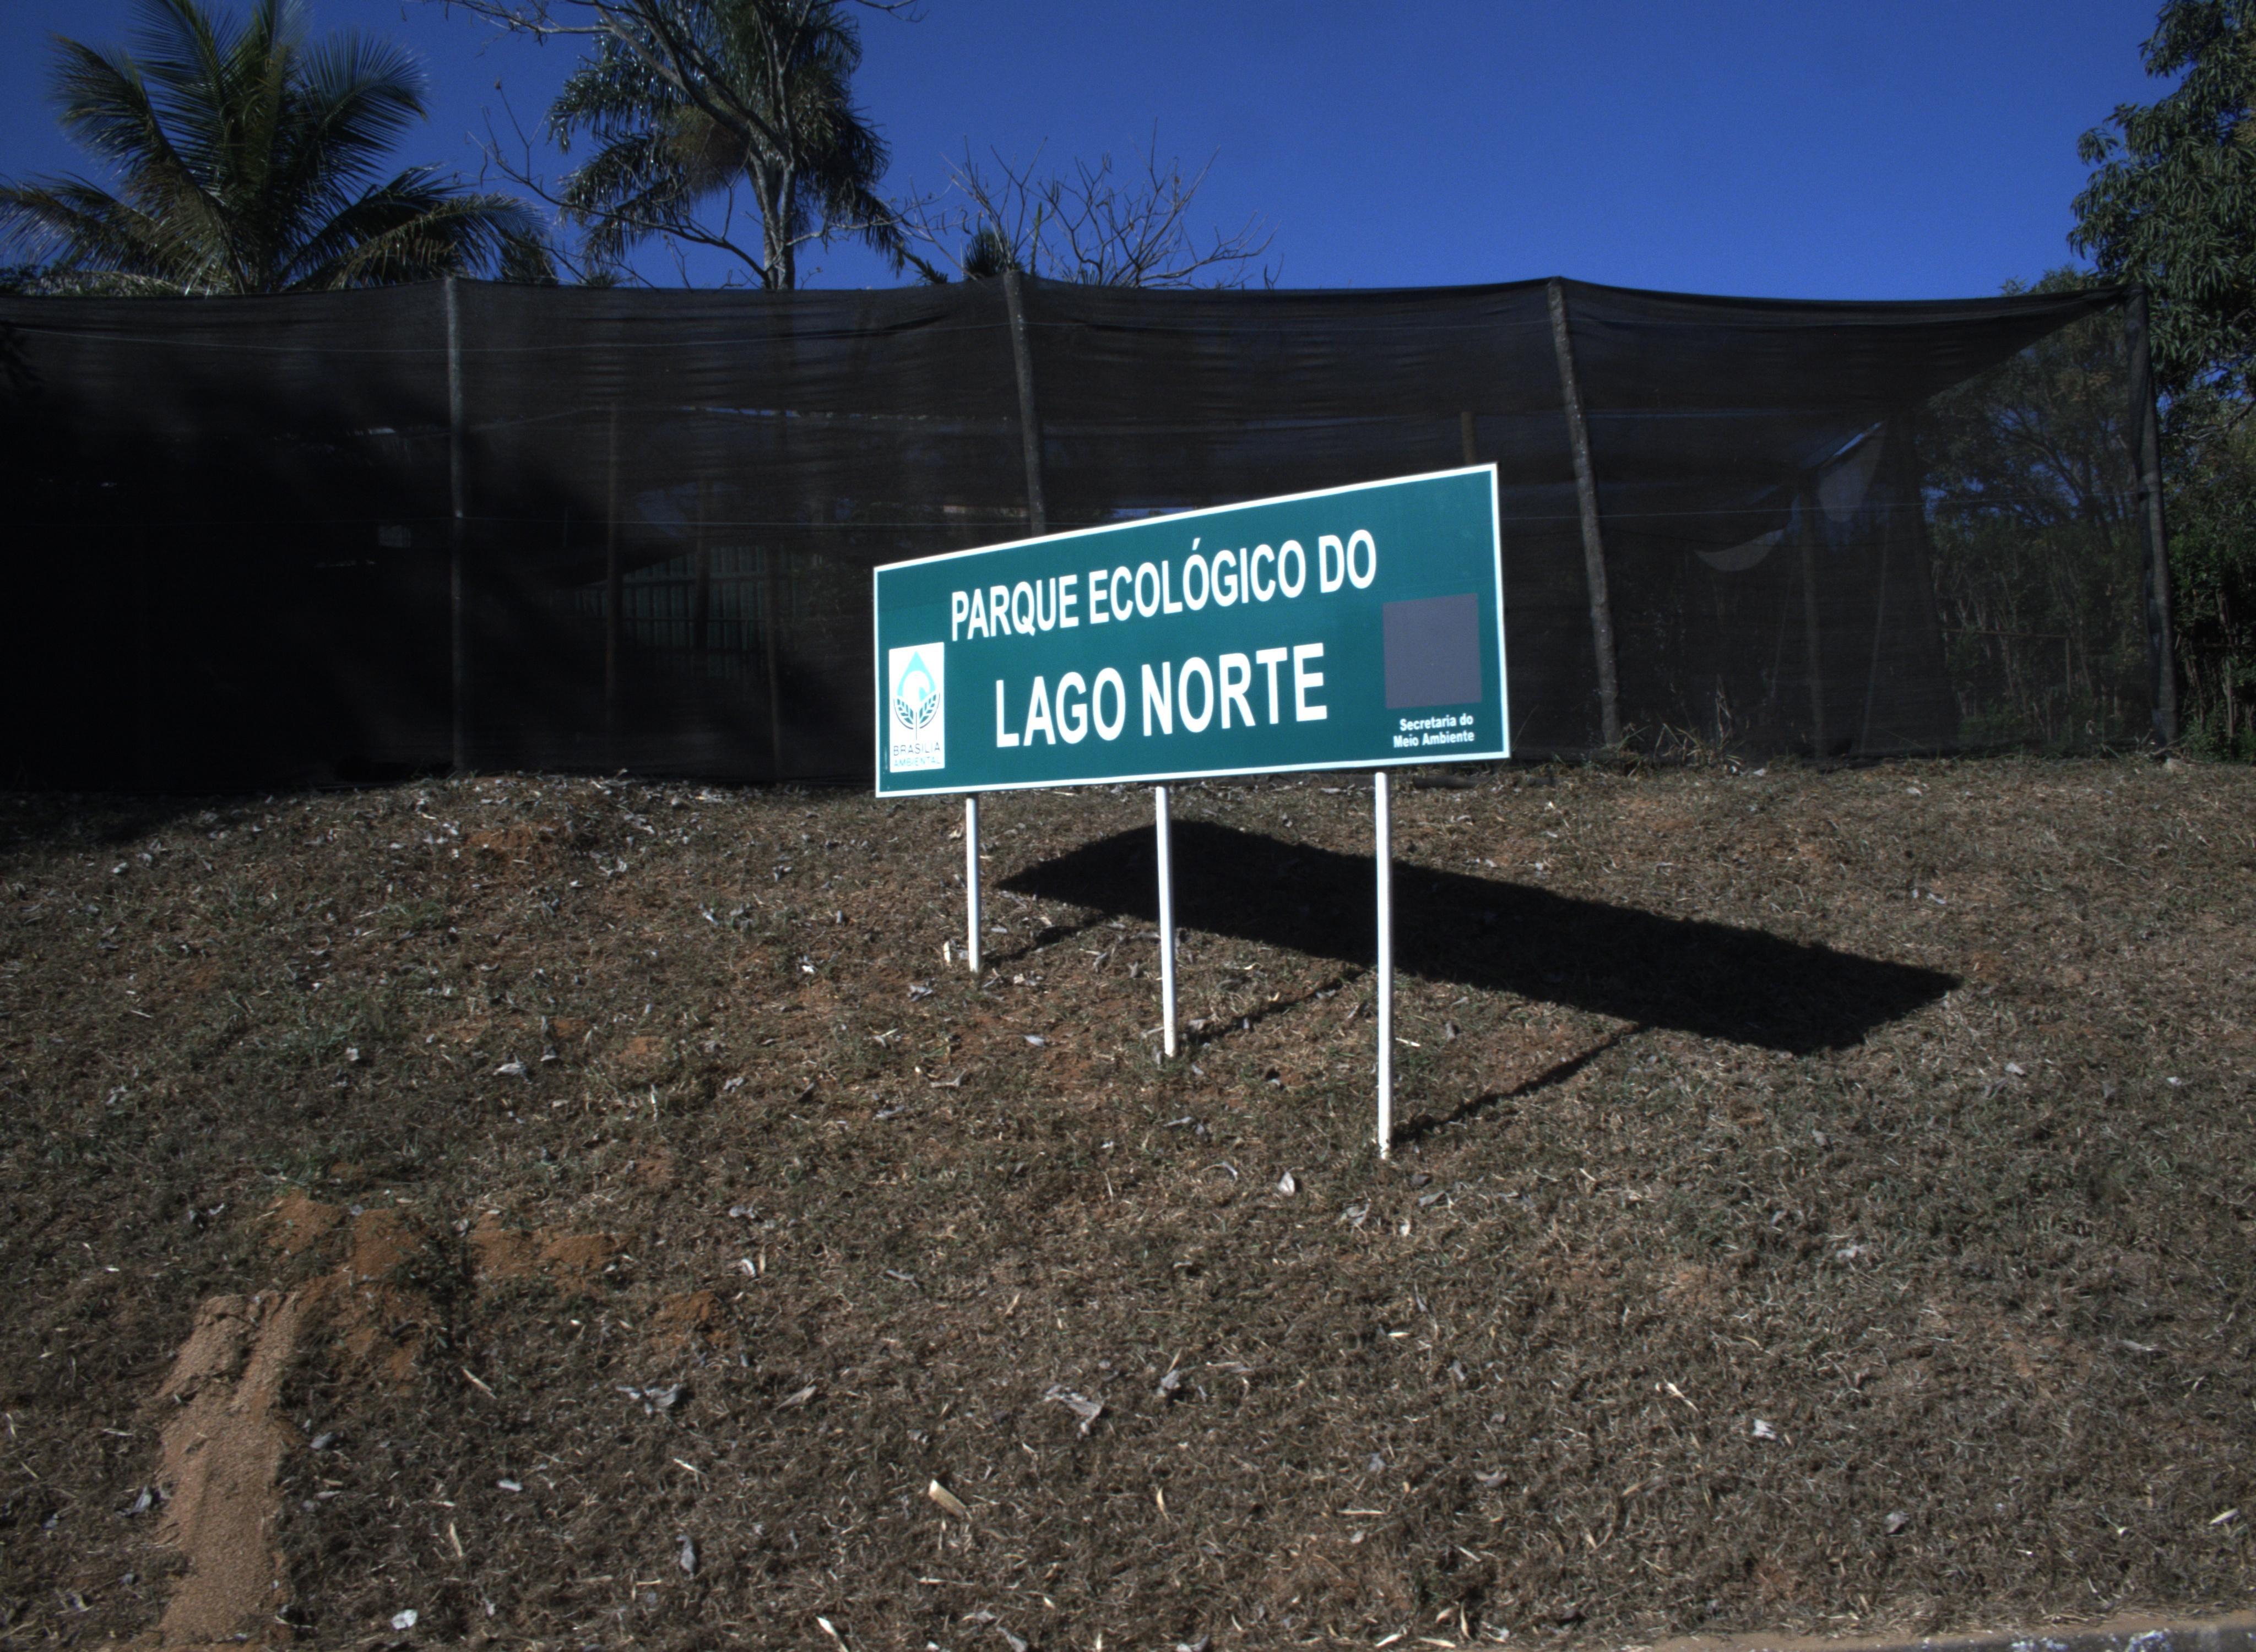 PARQUE ECOLÓGICO DO
LAGO NORTE
BRASÍLIA
AMBIENTAL
Secretaria do
Meio Ambiente